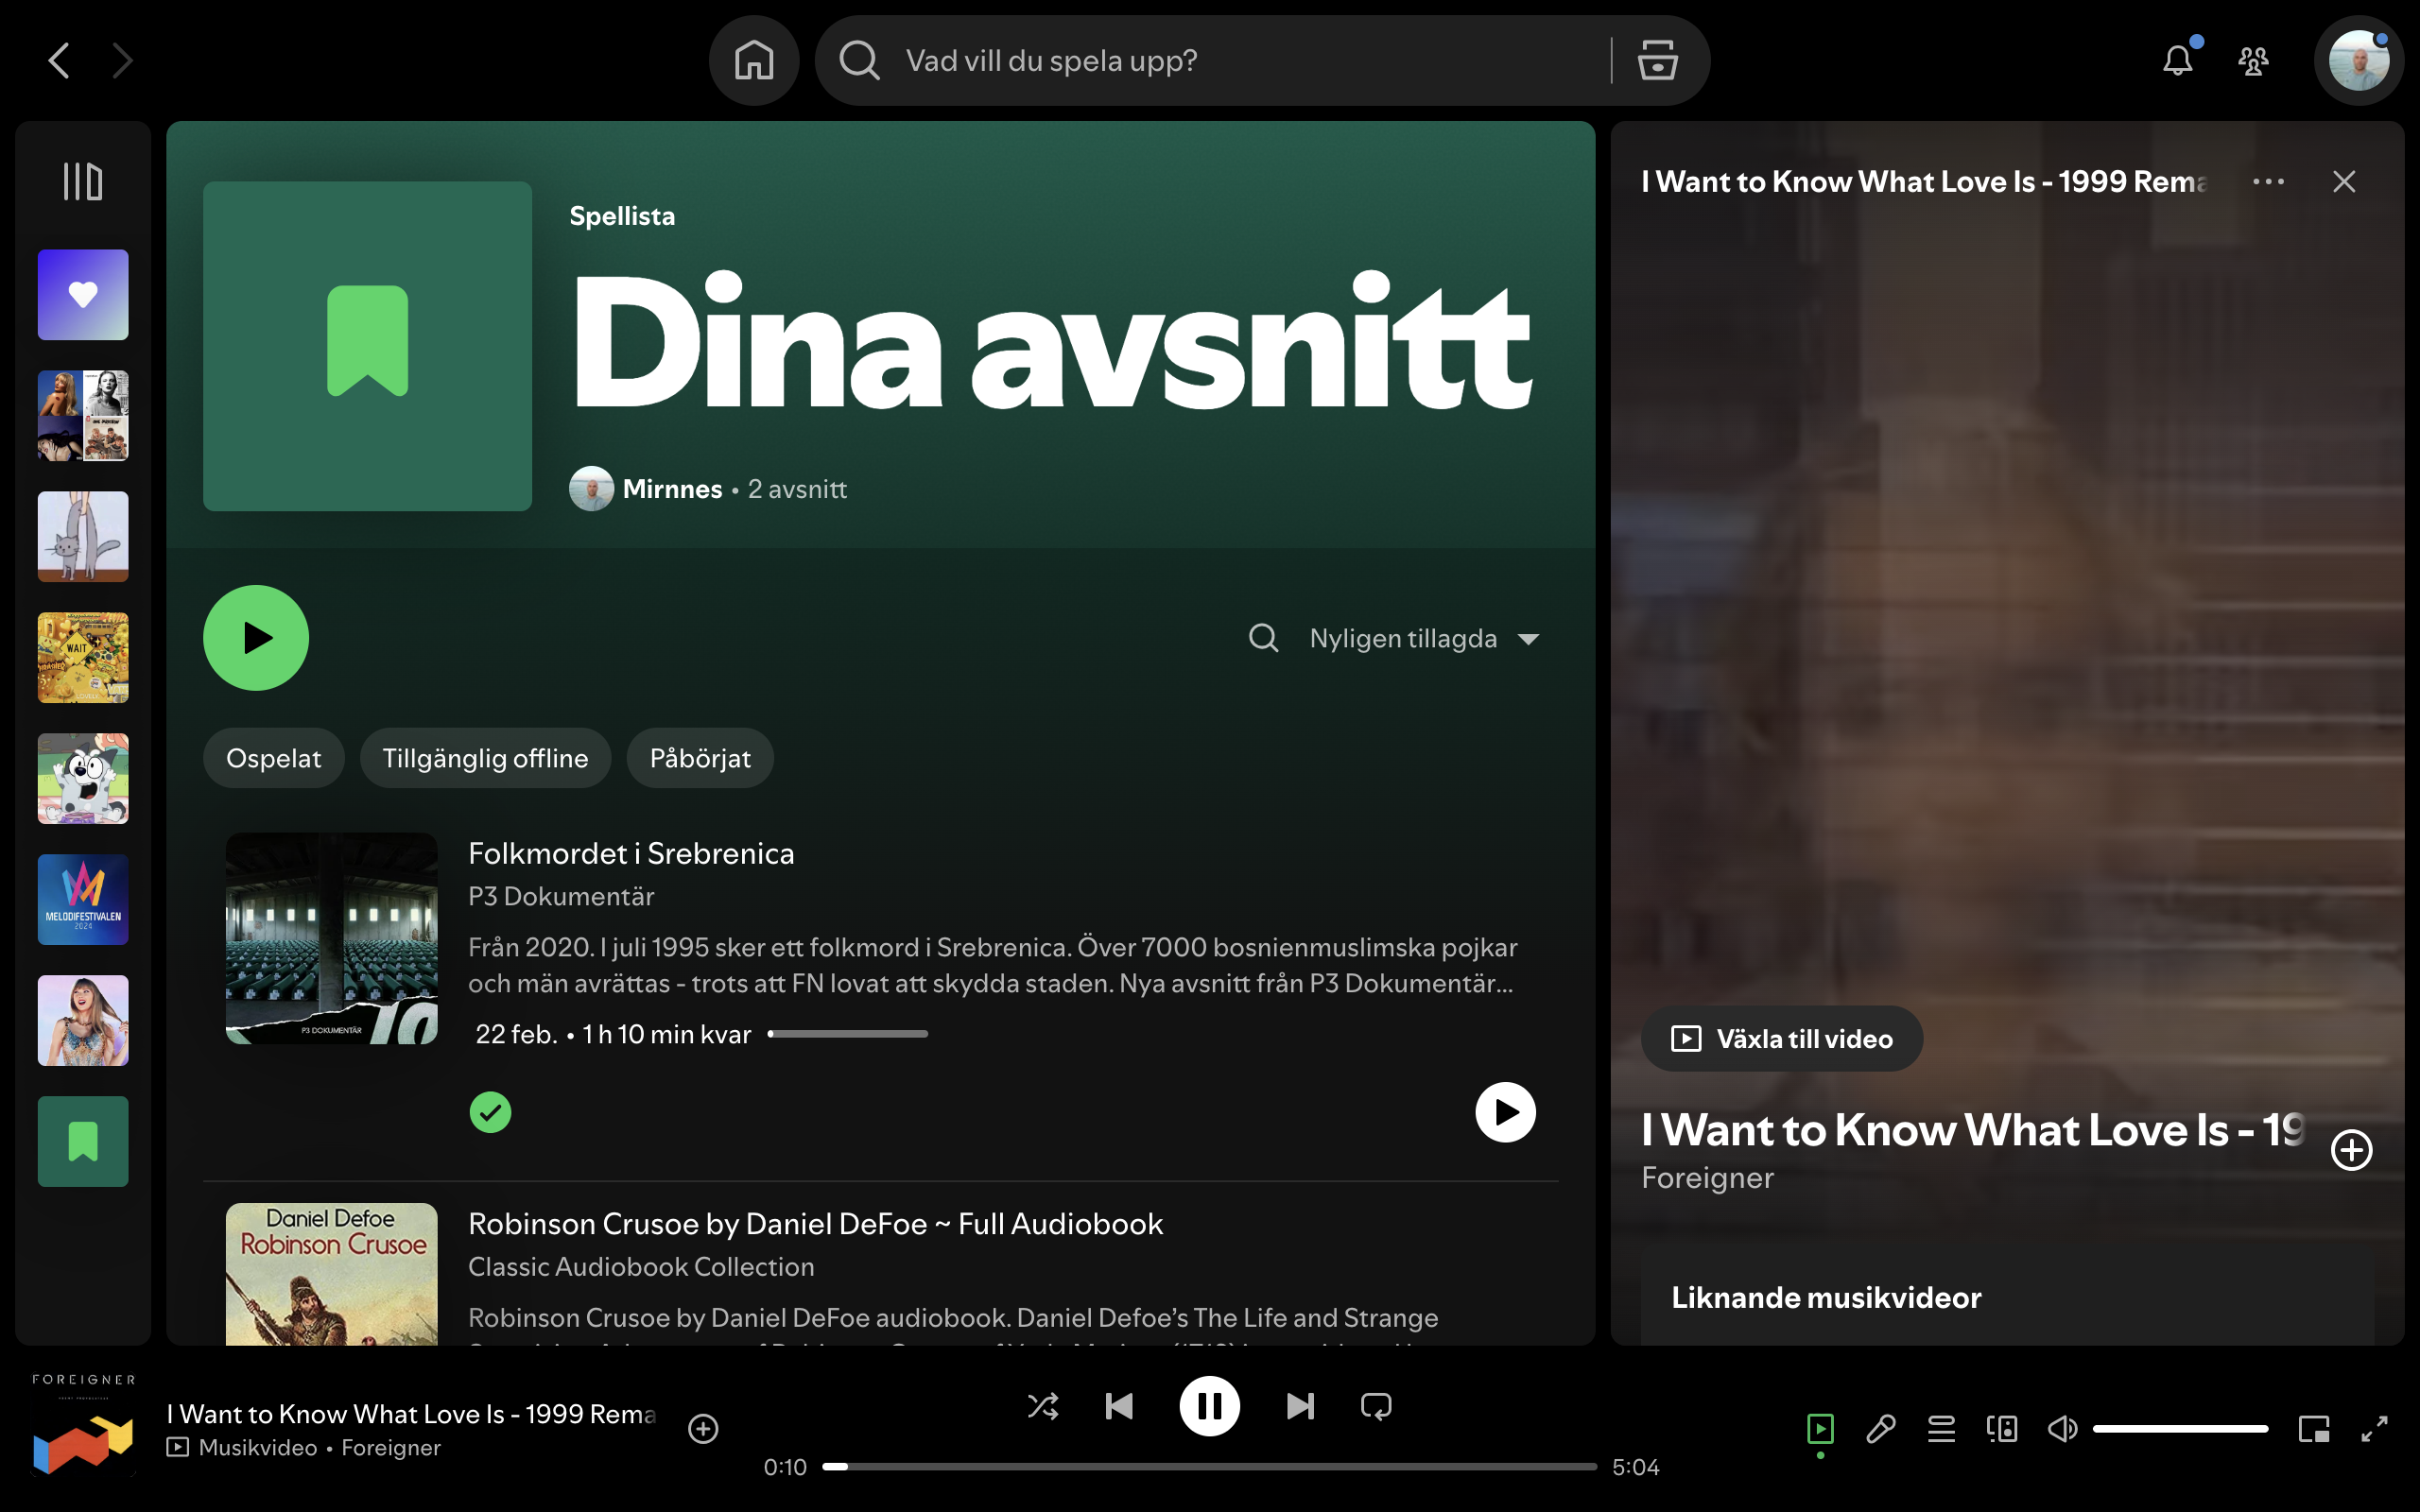 Vad vill du spela upp?
Spellista
Dina avsnitt
Mirnnes • 2 avsnitt
Nyligen tillagda
Ospelat
Tillgänglig offline
Påbörjat
WAIT
MELODIFESTIVALEN
2024
P3 DOKUMENTÄR
Folkmordet i Srebrenica
P3 Dokumentär
Från 2020. I juli 1995 sker ett folkmord i Srebrenica. Över 7000 bosnienmuslimska pojkar
och män avrättas - trots att FN lovat att skydda staden. Nya avsnitt från P3 Dokumentär...
22 feb. • 1 h 10 min kvar
Daniel Defoe
Robinson Crusoe
Robinson Crusoe by Daniel DeFoe ~ Full Audiobook
Classic Audiobook Collection
Robinson Crusoe by Daniel DeFoe audiobook. Daniel Defoe’s The Life and Strange
I Want to Know What Love Is - 1999 Rema
Växla till video
I Want to Know What Love Is - 19
Foreigner
Liknande musikvideor
FOREIGNER
I Want to Know What Love Is - 1999 Rema
Musikvideo • Foreigner
0:10
5:04